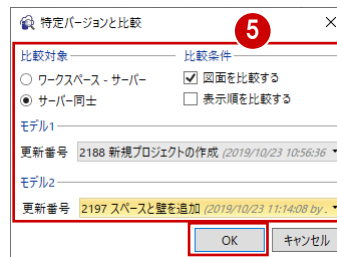 特定バージョンと比較
5
比較対象
比較条件
ワークスペース - サーバー
図面を比較する
サーバー同士
表示順を比較する
モデル1
更新番号 2188 新規プロジェクトの作成 (2019/10/23 10:56:36
モデル2
更新番号 2197 スペースと壁を追加 (2019/10/23 11:14:08 by .
OK キャンセル